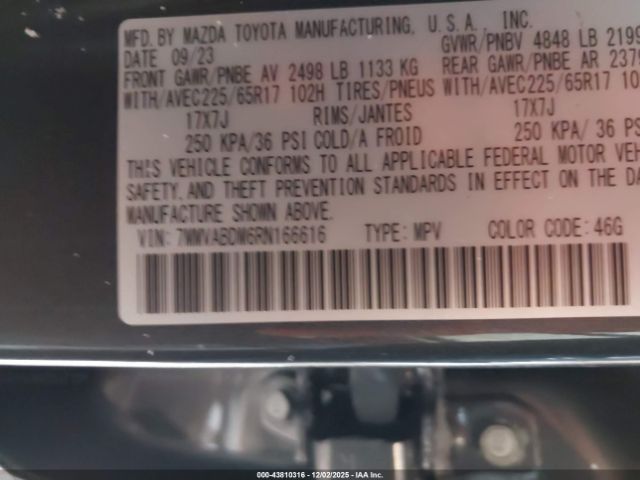 MFD. BY MAZDA TOYOTA MANUFACTURING, U.S.A. INC.
DATE 09/23 GVWR/PNBV 4848 LB 2199
FRONT GAWR/PNBE AV 2498 LB 1133 KG REAR GAWR/PNBE AR 237
WITH/AVEC225/65R17 102H TIRES/PNEUS WITH/AVEC225/65R17 10
17X7J RIMS/JANTES 17X7J
250 KPA/36 PSI COLD/A FROID 250 KPA/ 36 PS
THIS VEHICLE CONFORMS TO ALL APPLICABLE FEDERAL MOTOR VEH
SAFETY, AND THEFT PREVENTION STANDARDS IN EFFECT ON THE DA
MANUFACTURE SHOWN ABOVE.
VIN: 7MMVABDM6RN166616 TYPE: MPV COLOR CODE: 46G
000-43810316 - 12/02/2025 - IAA Inc.